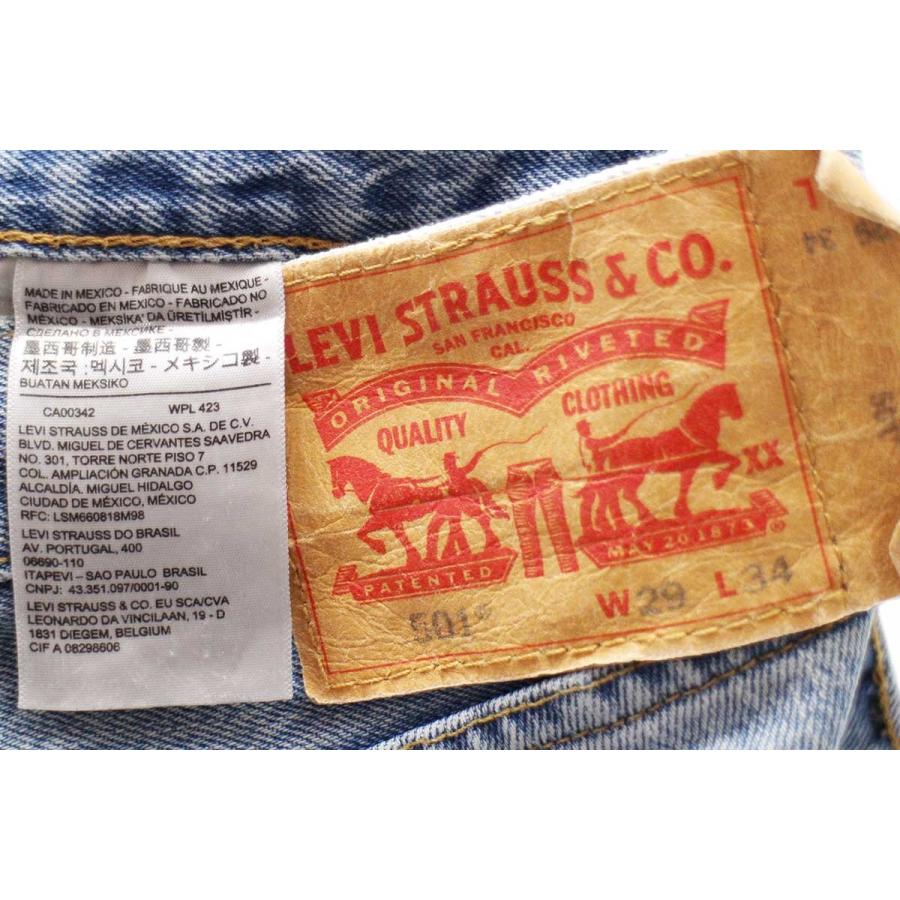 MADE IN MEXICO - FABRIQUE AU MEXIQUE -
FABRICADO EN MEXICO - FABRICADO NO
MÉXICO - MEKSİKA' DA ÜRETİLMİŞTİR -
СДЕЛАНО В МЕКСИКЕ -
墨西哥制造 - 墨西哥製 -
제조국 :멕시코 - メキシコ製 -
BUATAN MEKSIKO
CA00342 WPL 423
LEVI STRAUSS DE MÉXICO S.A. DE C.V.
BLVD. MIGUEL DE CERVANTES SAAVEDRA
NO. 301, TORRE NORTE PISO 7
COL. AMPLIACIÓN GRANADA C.P. 11529
ALCALDÍA. MIGUEL HIDALGO
CIUDAD DE MÉXICO, MÉXICO
RFC: LSM660818M98
LEVI STRAUSS DO BRASIL
AV. PORTUGAL, 400
06690-110
ITAPEVI – SAO PAULO BRASIL
CNPJ: 43.351.097/0001-90
LEVI STRAUSS & CO. EU SCA/CVA
LEONARDO DA VINCILAAN, 19 - D
1831 DIEGEM, BELGIUM
CIF A 08298606
LEVI STRAUSS & CO.
SAN FRANCISCO
CAL.
ORIGINAL RIVETED
QUALITY CLOTHING
XX
PATENTED MAY 20 1873 ®
501® W 29 L 34
34